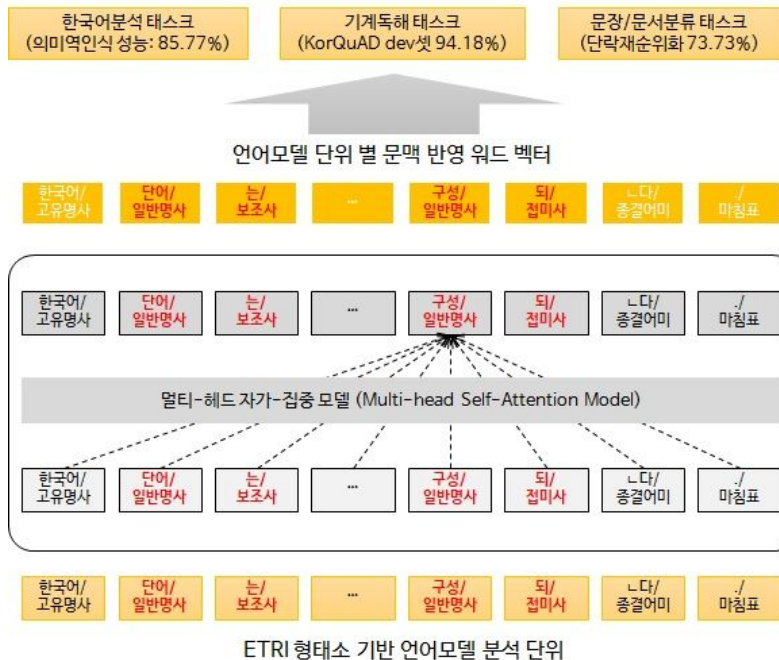 한국어분석 태스크
(의미역인식 성능: 85.77%)
기계독해 태스크
(KorQuAD dev셋 94.18%)
문장/문서분류 태스크
(단락재순위화 73.73%)
언어모델 단위 별 문맥 반영 워드 벡터
한국어/
고유명사
단어/
일반명사
는/
보조사
...
구성/
일반명사
되/
접미사
ㄴ다/
종결어미
./
마침표
한국어/
고유명사
단어/
일반명사
는/
보조사
...
구성/
일반명사
되/
접미사
ㄴ다/
종결어미
./
마침표
멀티-헤드 자가-집중 모델 (Multi-head Self-Attention Model)
한국어/
고유명사
단어/
일반명사
는/
보조사
...
구성/
일반명사
되/
접미사
ㄴ다/
종결어미
./
마침표
한국어/
고유명사
단어/
일반명사
는/
보조사
...
구성/
일반명사
되/
접미사
ㄴ다/
종결어미
./
마침표
ETRI 형태소 기반 언어모델 분석 단위